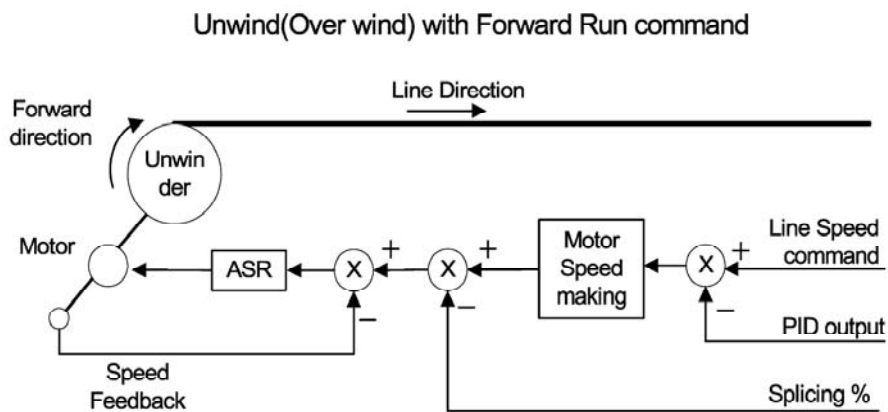 Unwind(Over wind) with Forward Run command
Line Direction
Forward
direction
Unwin
der
Motor
ASR
X
+
X
+
Motor
Speed
making
X
+
Line Speed
command
−
−
−
PID output
Speed
Feedback
Splicing %